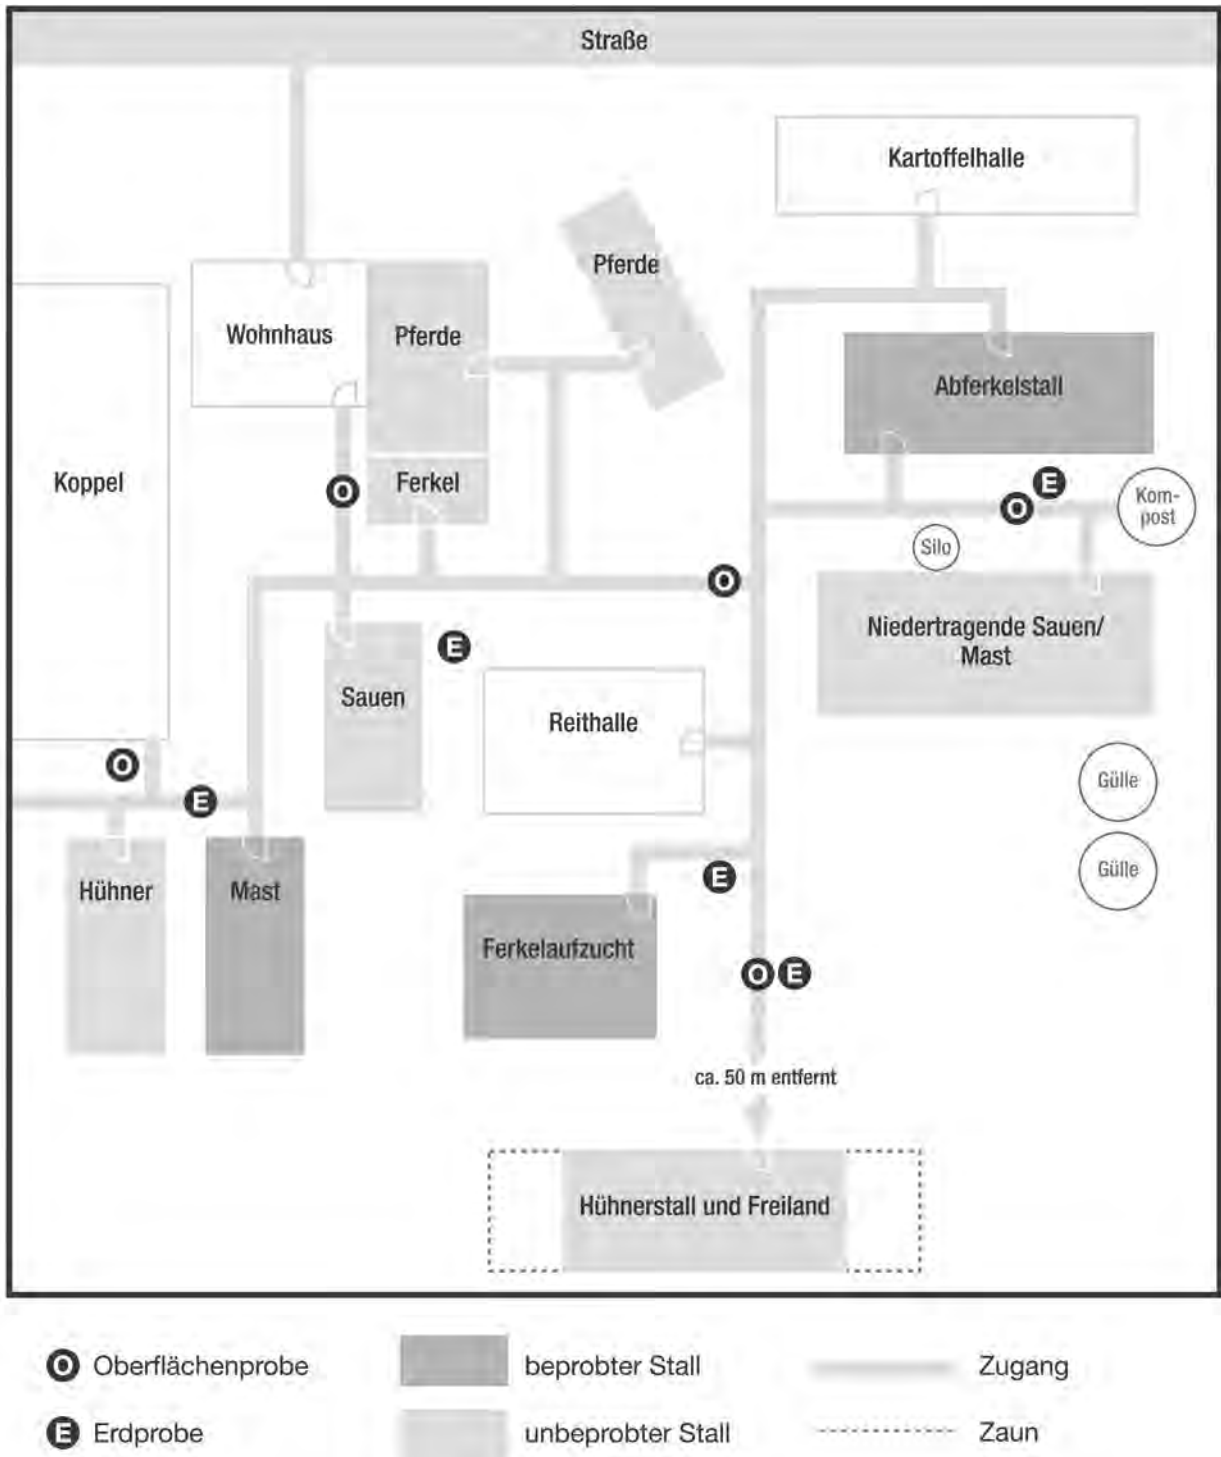 Straße
Kartoffelhalle
Pferde
Wohnhaus
Pferde
Abferkelstall
Koppel
Ferkel
O
E
O
Kom-
post
Silo
O
Niedertragende Sauen/
Mast
E
Sauen
Reithalle
O
E
Gülle
Gülle
Hühner
Mast
E
Ferkelaufzucht
O
E
ca. 50 m entfernt
Hühnerstall und Freiland
O Oberflächenprobe
beprobter Stall
Zugang
E Erdprobe
unbeprobter Stall
Zaun